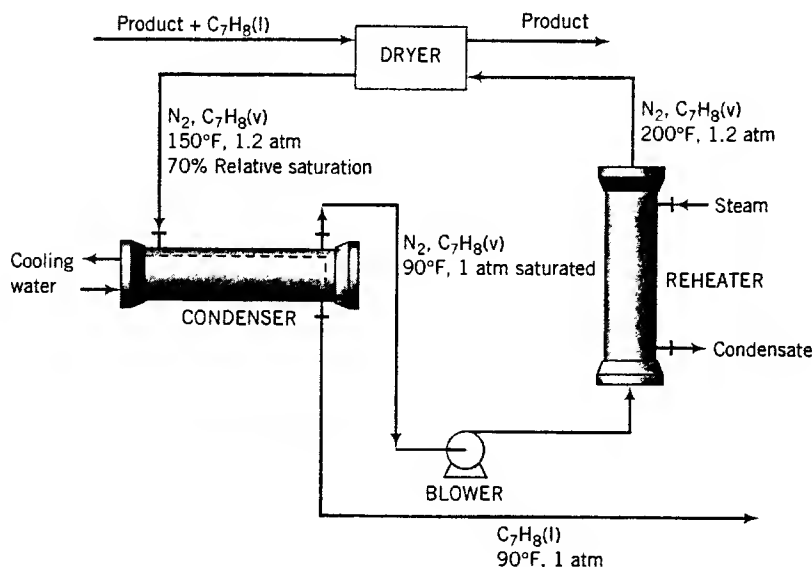 Product + C₇H₈(l)
Product
DRYER
N₂, C₇H₈(v)
150°F, 1.2 atm
70% Relative saturation
N₂, C₇H₈(v)
200°F, 1.2 atm
Steam
N₂, C₇H₈(v)
90°F, 1 atm saturated
Cooling
water
REHEATER
CONDENSER
Condensate
BLOWER
C₇H₈(l)
90°F, 1 atm